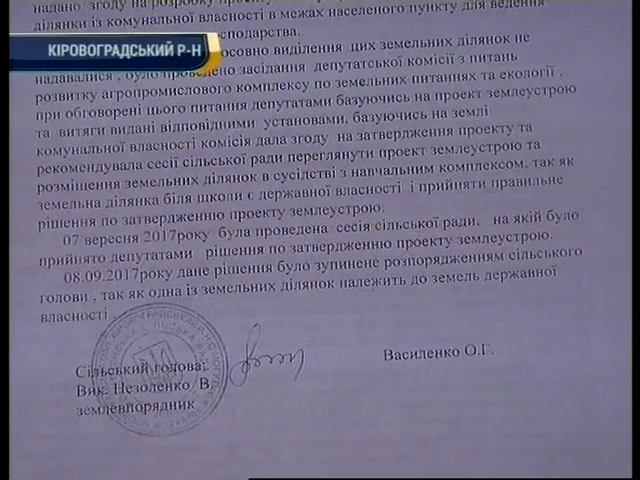 надано згоду на розробку
ділянки із комунальної власності в межах населеного пункту для ведення
КІРОВОГРАДСЬКИЙ Р-Н
виділення цих земельних ділянок не
надавалися , було проведено засідання депутатської комісії з питань
розвитку агропромислового комплексу по земельних питаннях та екології ,
при обговорені цього питання депутатами базуючись на проект землеустрою
та витяги видані відповідними установами, базуючись на землі
комунальної власності комісія дала згоду на затвердження проекту та
рекомендувала сесії сільської ради переглянути проект землеустрою та
розміщення земельних ділянок в сусідстві з навчальним комплексом, так як
земельна ділянка біля школи є державної власності і прийняти правильне
рішення по затвердженню проекту землеустрою.
07 вересня 2017року була проведена сесія сільської ради, на якій було
прийнято депутатами рішення по затвердженню проекту землеустрою.
08.09.2017року дане рішення було зупинене розпорядженням сільського
голови , так як одна із земельних ділянок належить до земель державної
власності .
Сільський голова:
Василенко О.Г.
Вик. Незоленко В.
землевпорядник